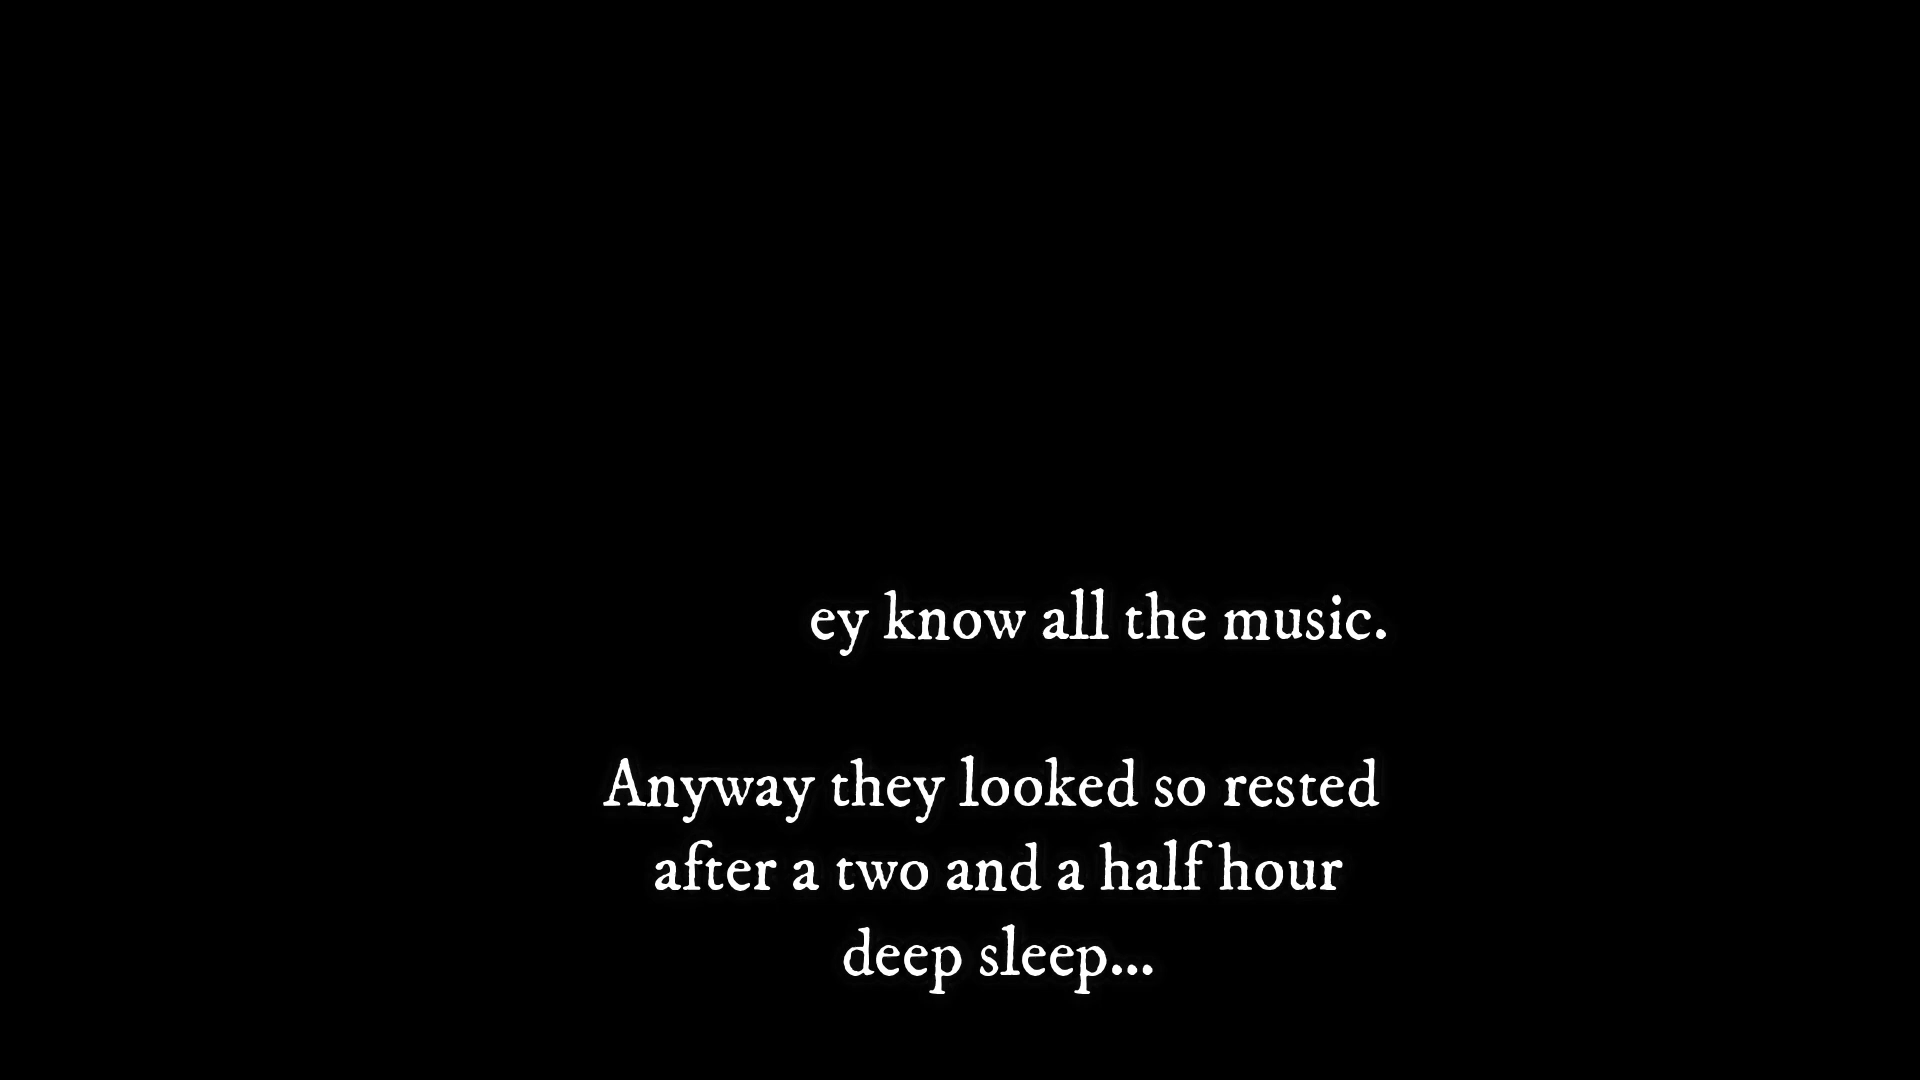 ey know all the music.
Anyway they looked so rested
after a two and a half hour
deep sleep...